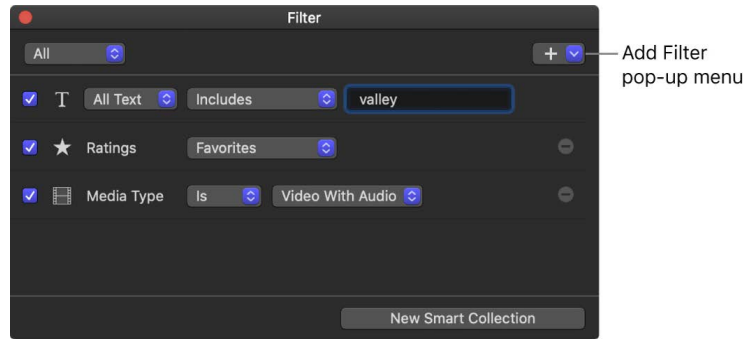 Filter
All
Add Filter
pop-up menu
T All Text Includes valley
Ratings Favorites
Media Type Is Video With Audio
New Smart Collection